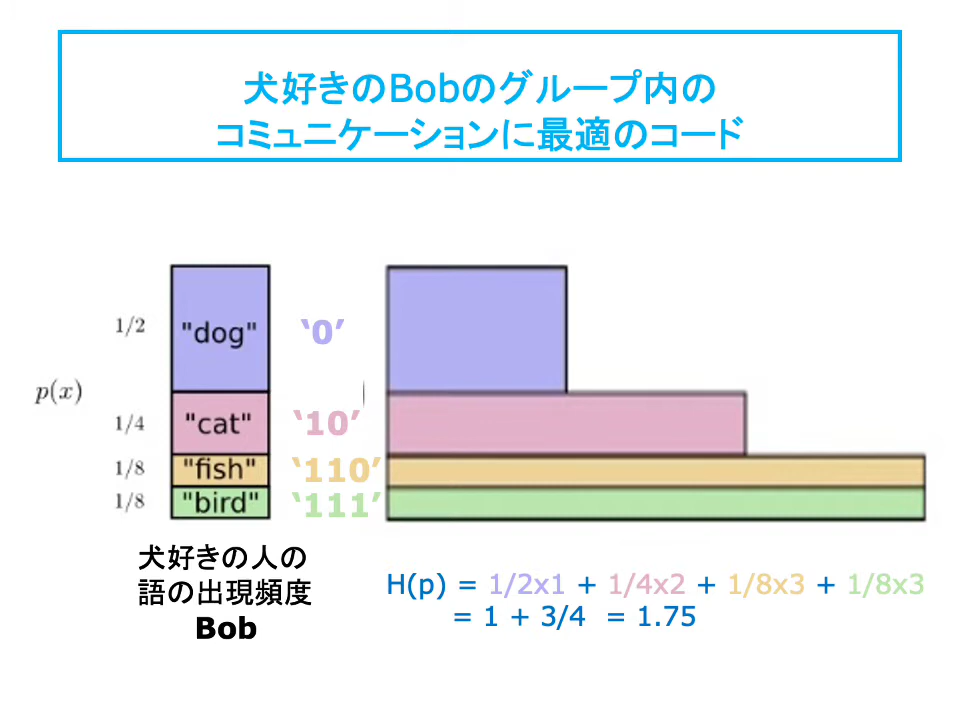 犬好きのBobのグループ内の
コミュニケーションに最適のコード
1/2
"dog"
‘0’
p(x)
1/4
"cat"
‘10’
1/8
"fish"
‘110’
1/8
"bird"
‘111’
犬好きの人の
語の出現頻度
Bob
H(p) = 1/2x1 + 1/4x2 + 1/8x3 + 1/8x3
= 1 + 3/4 = 1.75